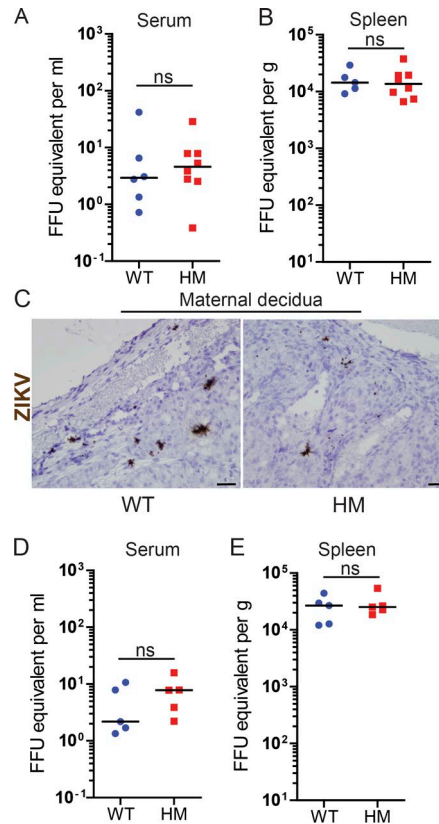 A
Serum
FFU equivalent per ml
10³
10²
10¹
10⁰
10⁻¹
ns
WT
HM
B
Spleen
FFU equivalent per g
10⁵
10⁴
10³
10²
10¹
ns
WT
HM
C
Maternal decidua
ZIKV
WT
HM
D
Serum
FFU equivalent per ml
10³
10²
10¹
10⁰
10⁻¹
ns
WT
HM
E
Spleen
FFU equivalent per g
10⁵
10⁴
10³
10²
10¹
ns
WT
HM